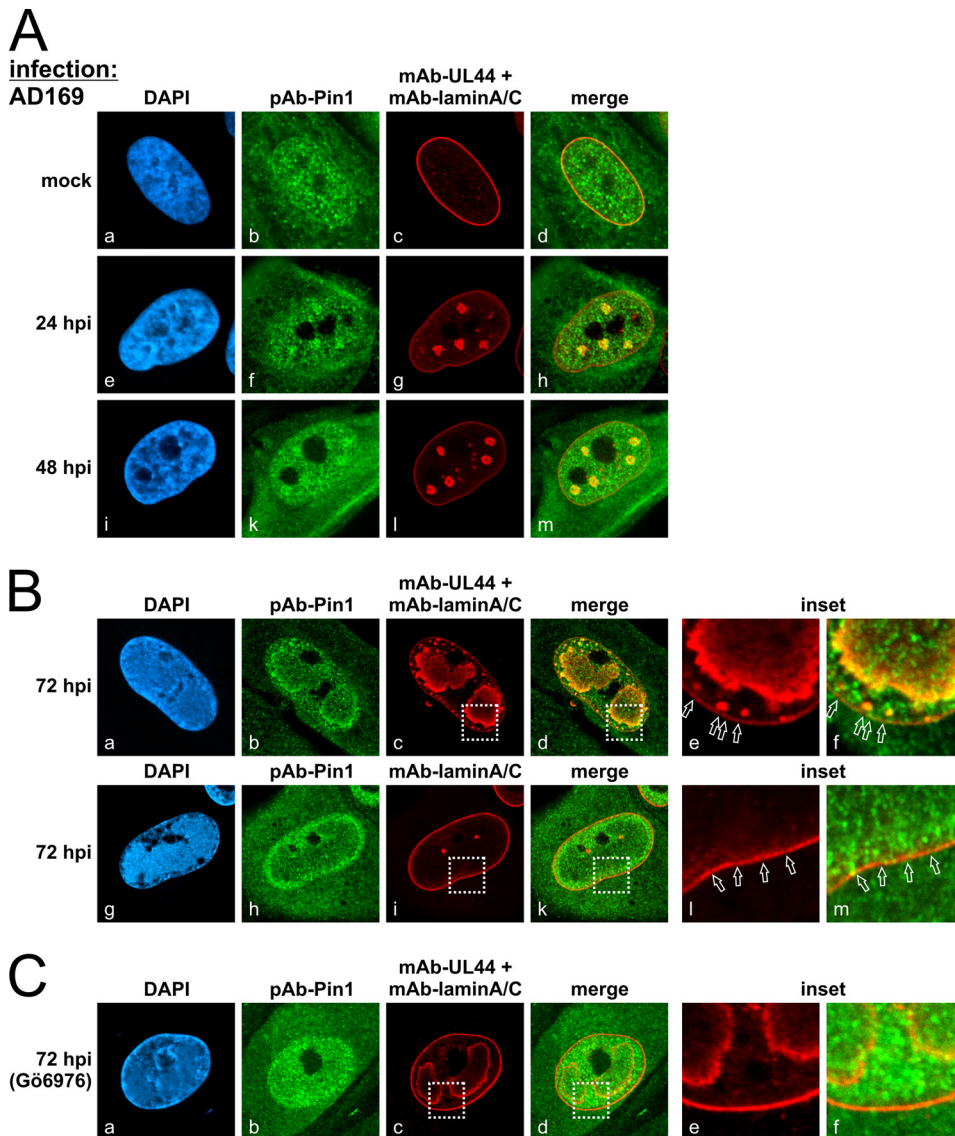 A
infection:
AD169
DAPI
pAb-Pin1
mAb-UL44 +
mAb-laminA/C
merge
mock
a
b
c
d
24 hpi
e
f
g
h
48 hpi
i
k
l
m
B
DAPI
pAb-Pin1
mAb-UL44 +
mAb-laminA/C
merge
inset
72 hpi
a
b
c
d
e
f
DAPI
pAb-Pin1
mAb-laminA/C
merge
inset
72 hpi
g
h
i
k
l
m
C
DAPI
pAb-Pin1
mAb-UL44 +
mAb-laminA/C
merge
inset
72 hpi
(Gö6976)
a
b
c
d
e
f